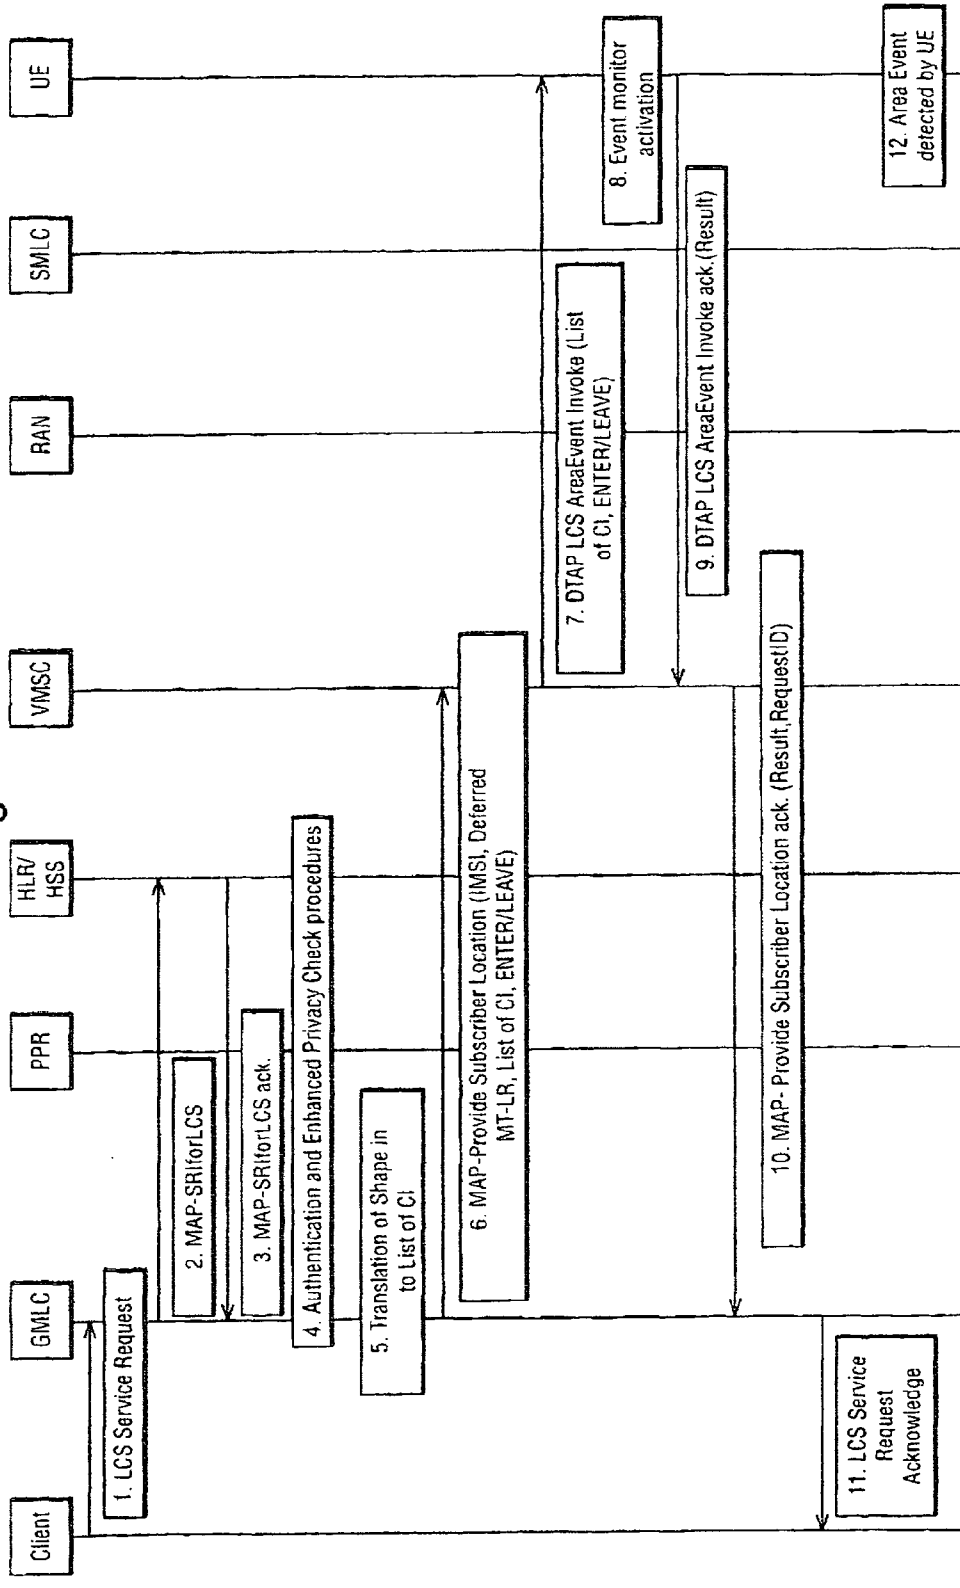 Client
GMLC
PPR
HLR/
HSS
VMSC
RAN
SMLC
UE
1. LCS Service Request
2. MAP-SRIforLCS
3. MAP-SRIforLCS ack.
4. Authentication and Enhanced Privacy Check procedures
5. Translation of Shape in
to List of CI
6. MAP-Provide Subscriber Location (IMSI, Deferred
MT-LR, List of CI, ENTER/LEAVE)
7. DTAP LCS AreaEvent Invoke (List
of CI, ENTER/LEAVE)
8. Event monitor
activation
9. DTAP LCS AreaEvent Invoke ack.(Result)
10. MAP- Provide Subscriber Location ack. (Result,RequestID)
11. LCS Service
Request
Acknowledge
12. Area Event
detected by UE